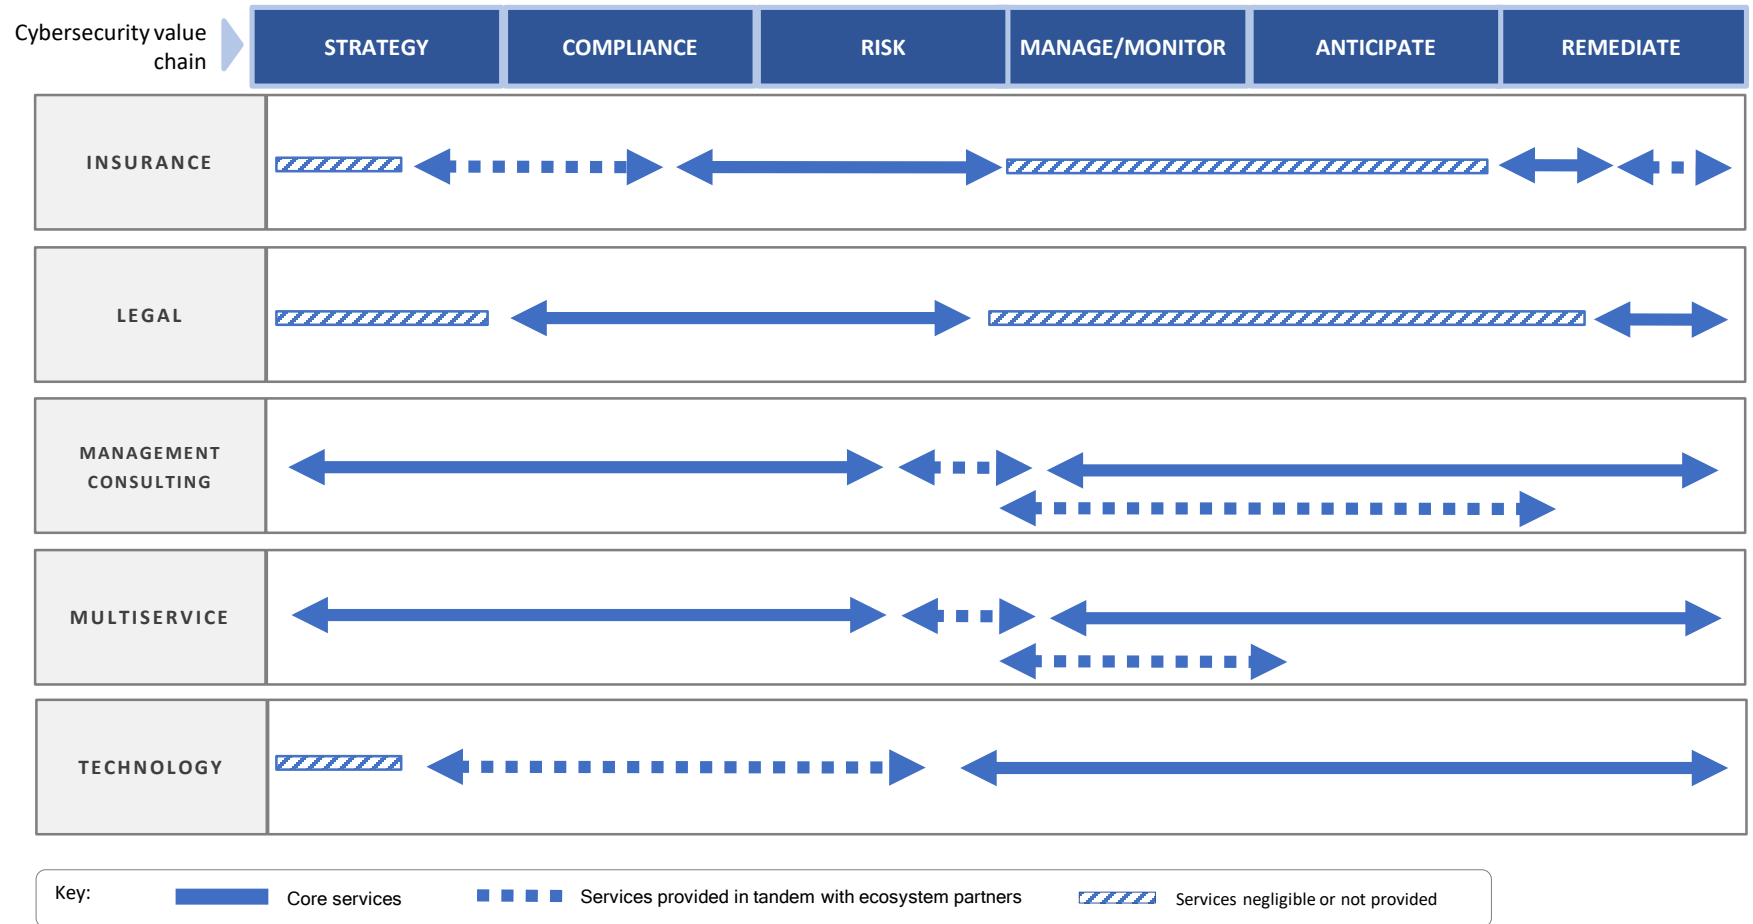 Cybersecurity value
chain
STRATEGY
COMPLIANCE
RISK
MANAGE/MONITOR
ANTICIPATE
REMEDIATE
INSURANCE
LEGAL
MANAGEMENT
CONSULTING
MULTISERVICE
TECHNOLOGY
Key:
Core services
Services provided in tandem with ecosystem partners
Services negligible or not provided